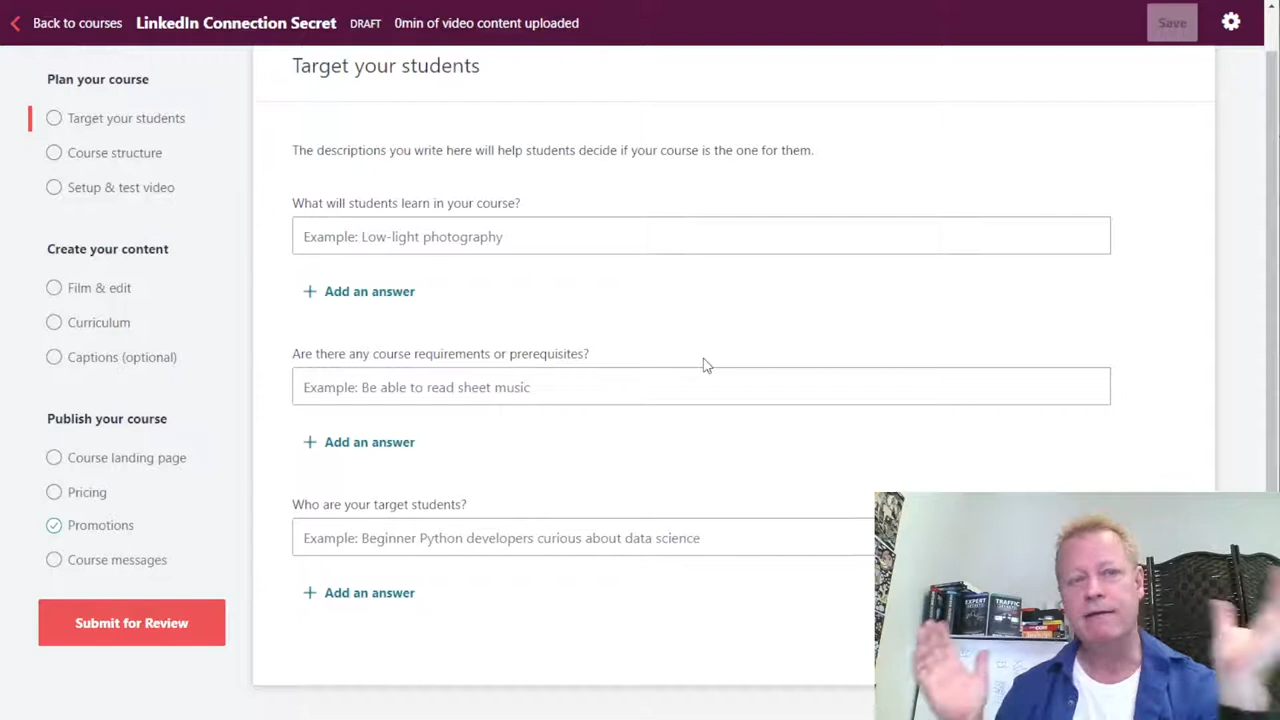 Back to courses LinkedIn Connection Secret DRAFT 0min of video content uploaded Save
Plan your course
Target your students
Course structure
Setup & test video
Create your content
Film & edit
Curriculum
Captions (optional)
Publish your course
Course landing page
Pricing
Promotions
Course messages
Submit for Review
Target your students
The descriptions you write here will help students decide if your course is the one for them.
What will students learn in your course?
Example: Low-light photography
Add an answer
Are there any course requirements or prerequisites?
Example: Be able to read sheet music
Add an answer
Who are your target students?
Example: Beginner Python developers curious about data science
Add an answer
EXPERT
TRAFFIC